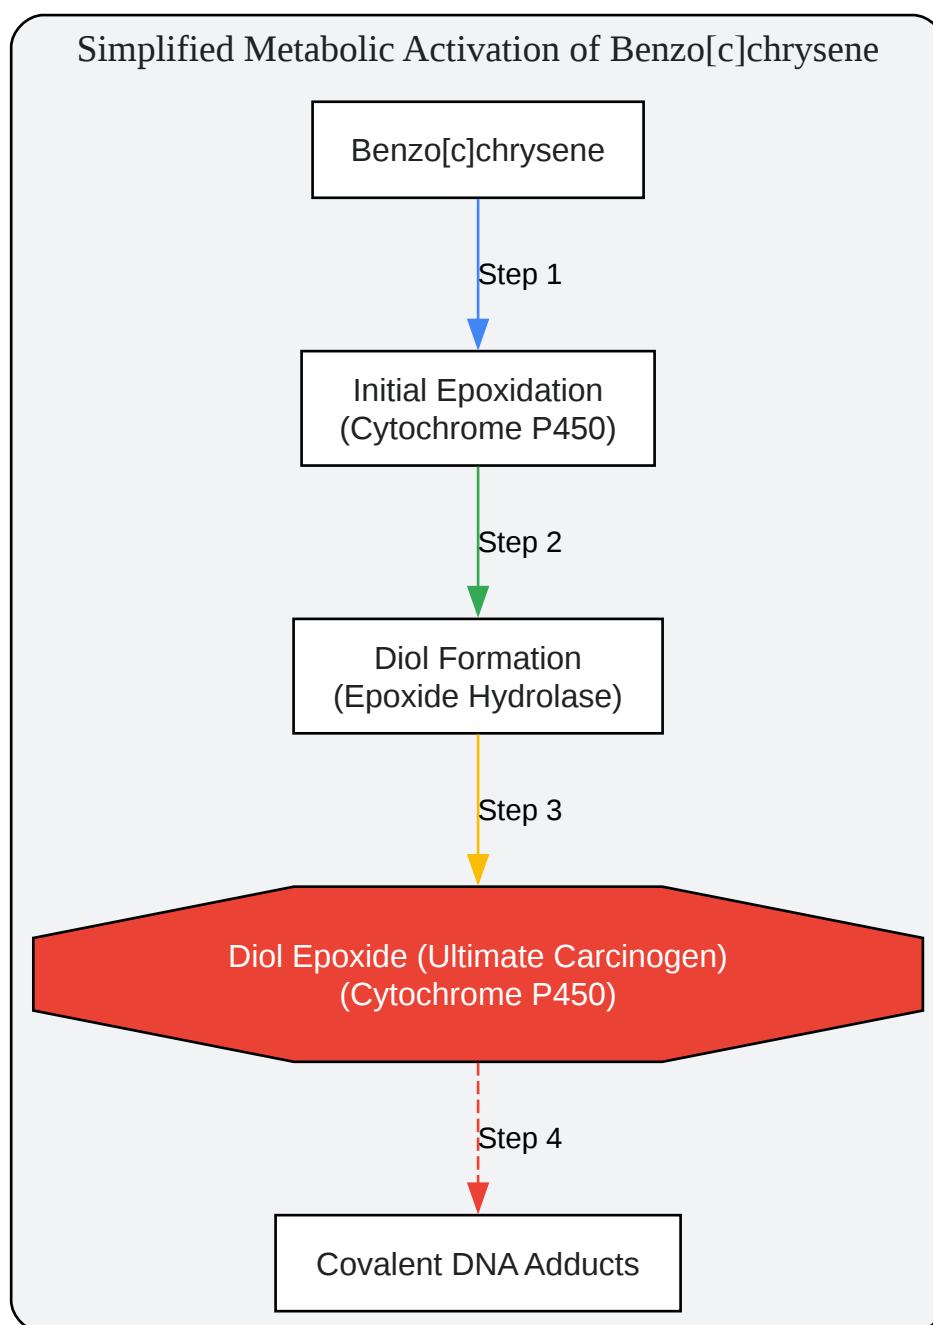 Simplified Metabolic Activation of Benzo[c]chrysene
Benzo[c]chrysene
Step 1
Initial Epoxidation
(Cytochrome P450)
Step 2
Diol Formation
(Epoxide Hydrolase)
Step 3
Diol Epoxide (Ultimate Carcinogen)
(Cytochrome P450)
Step 4
Covalent DNA Adducts